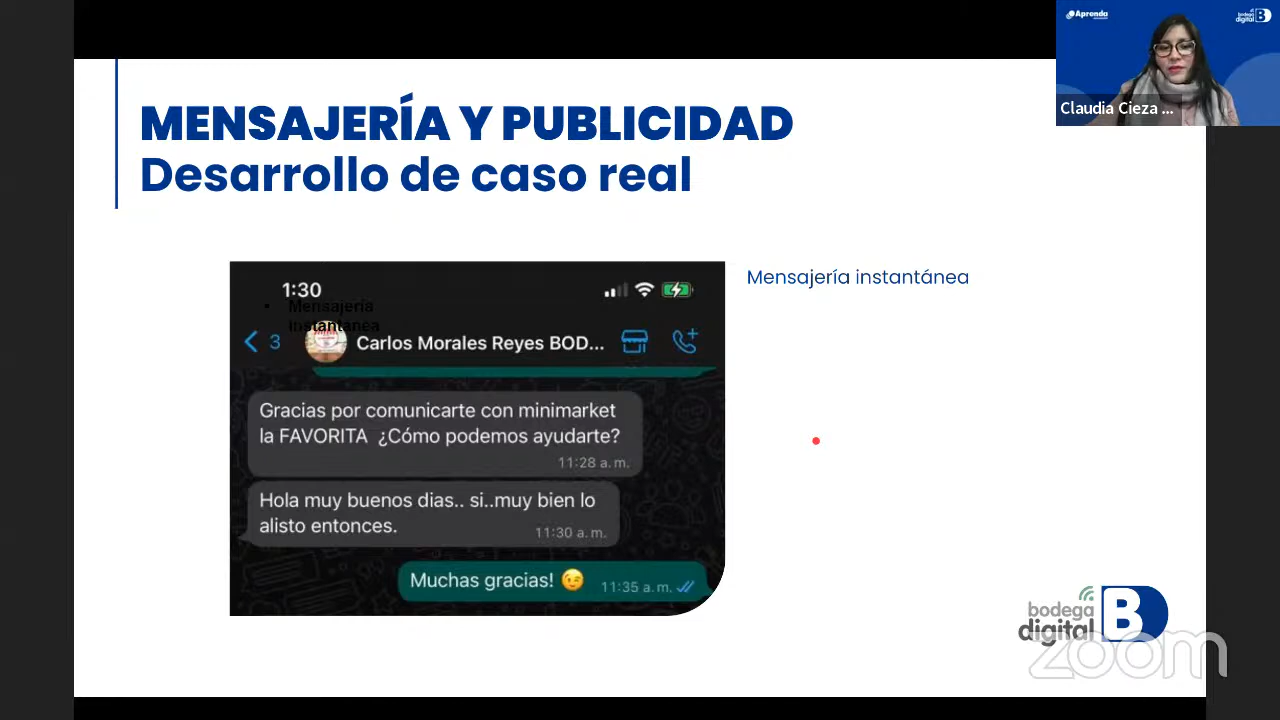 Aprenda
bodega
digital B
Claudia Cieza ...
MENSAJERÍA Y PUBLICIDAD
Desarrollo de caso real
Mensajería instantánea
1:30
Mensajería
Instantánea
3
Carlos Morales Reyes BOD...
Gracias por comunicarte con minimarket
la FAVORITA ¿Cómo podemos ayudarte?
11:28 a. m.
Hola muy buenos dias.. si..muy bien lo
alisto entonces.
11:30 a. m.
Muchas gracias! 😉
11:35 a. m.
bodega
digital B
zoom